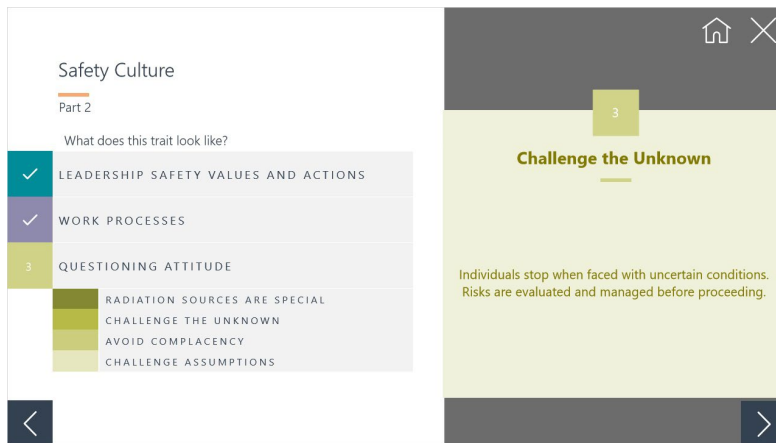 Safety Culture
Part 2
What does this trait look like?
LEADERSHIP SAFETY VALUES AND ACTIONS
WORK PROCESSES
3
QUESTIONING ATTITUDE
RADIATION SOURCES ARE SPECIAL
CHALLENGE THE UNKNOWN
AVOID COMPLACENCY
CHALLENGE ASSUMPTIONS
3
Challenge the Unknown
Individuals stop when faced with uncertain conditions.
Risks are evaluated and managed before proceeding.